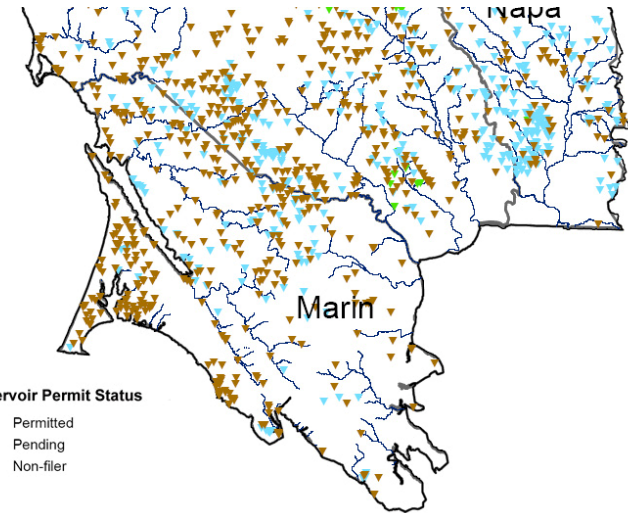 Napa
Marin
ervoir Permit Status
Permitted
Pending
Non-filer